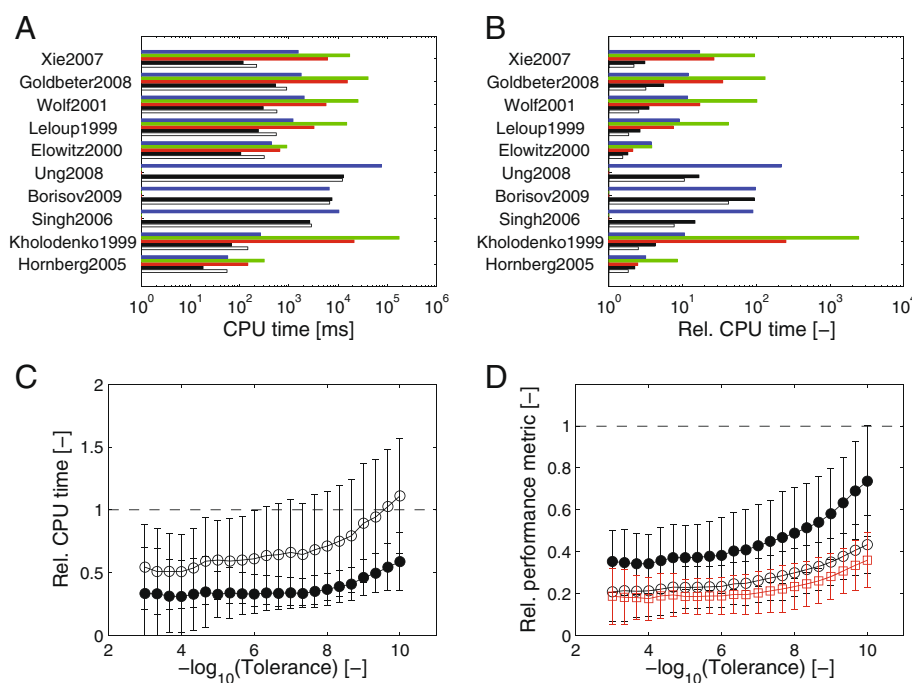 A
Xie2007
Goldbeter2008
Wolf2001
Leloup1999
Elowitz2000
Ung2008
Borisov2009
Singh2006
Kholodenko1999
Hornberg2005
10^0 10^1 10^2 10^3 10^4 10^5 10^6
CPU time [ms]
B
Xie2007
Goldbeter2008
Wolf2001
Leloup1999
Elowitz2000
Ung2008
Borisov2009
Singh2006
Kholodenko1999
Hornberg2005
10^0 10^1 10^2 10^3 10^4
Rel. CPU time [-]
C
Rel. CPU time [-]
2
1.5
1
0.5
0
2 4 6 8 10
−log10(Tolerance) [-]
D
Rel. performance metric [-]
1
0.8
0.6
0.4
0.2
0
2 4 6 8 10
−log10(Tolerance) [-]